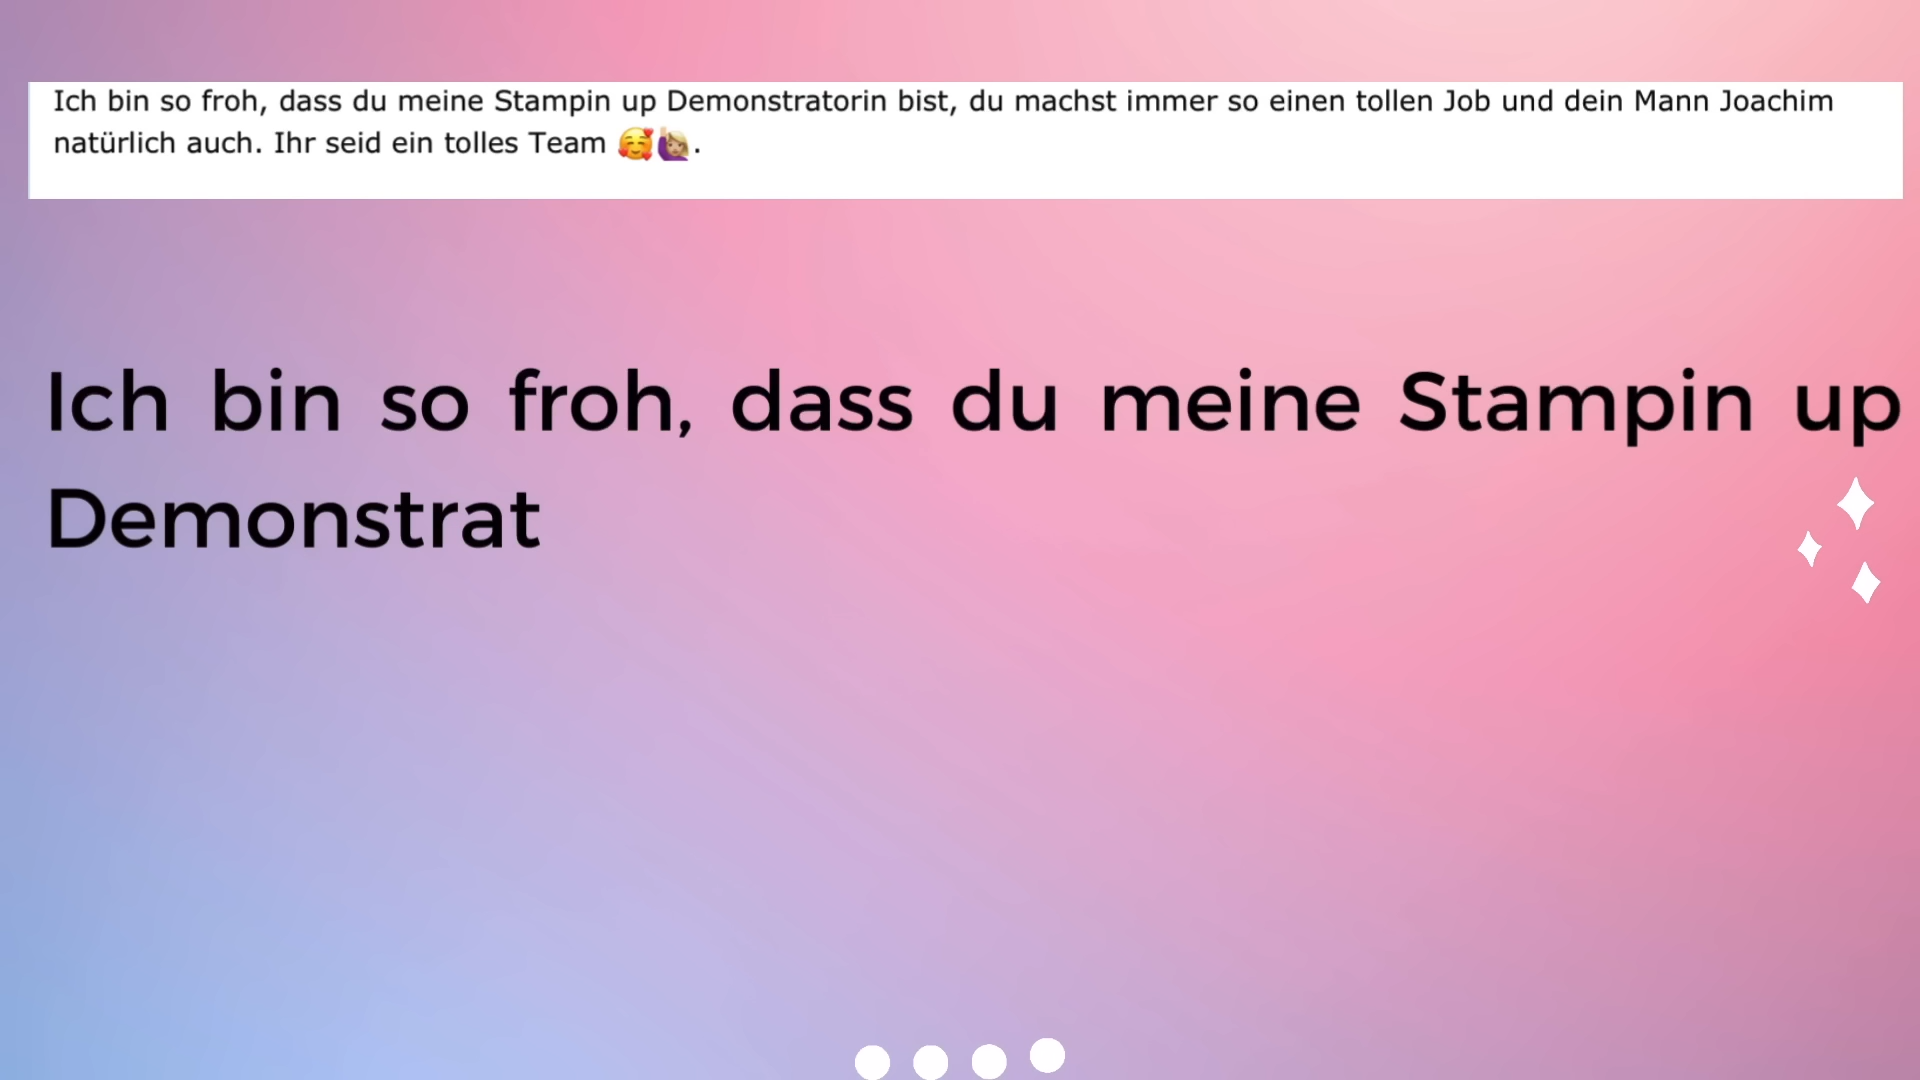 Ich bin so froh, dass du meine Stampin up Demonstratorin bist, du machst immer so einen tollen Job und dein Mann Joachim
natürlich auch. Ihr seid ein tolles Team 🥰🙋🏼‍♀️.
Ich bin so froh, dass du meine Stampin up
Demonstrat